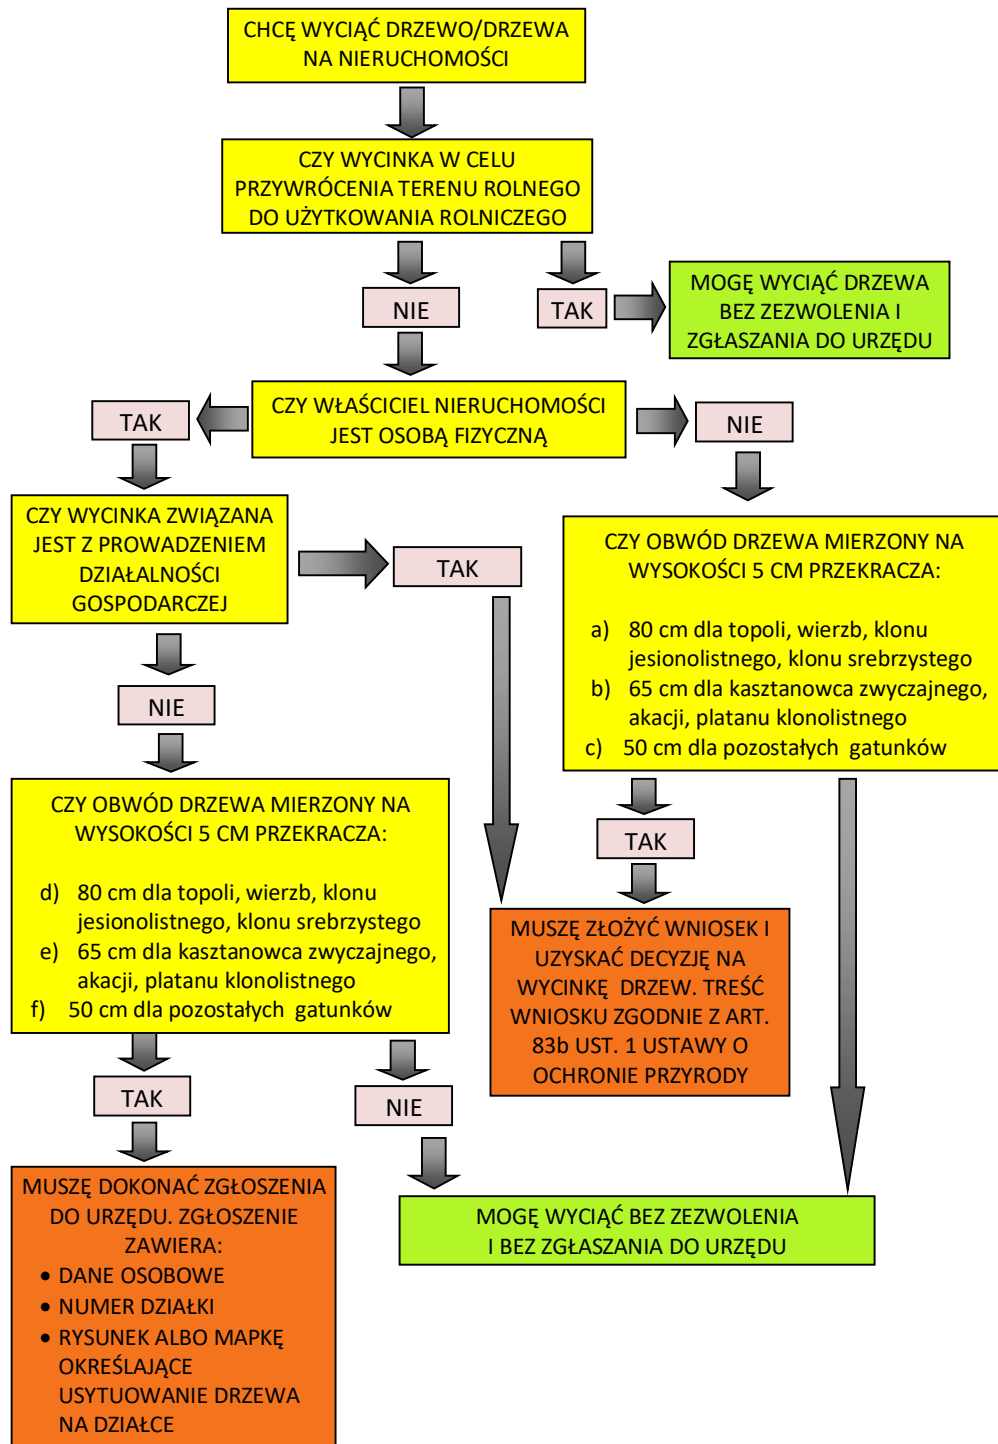 CHCĘ WYCIĄĆ DRZEWO/DRZEWA
NA NIERUCHOMOŚCI
CZY WYCINKA W CELU
PRZYWRÓCENIA TERENU ROLNEGO
DO UŻYTKOWANIA ROLNICZEGO
NIE
TAK
MOGĘ WYCIĄĆ DRZEWA
BEZ ZEZWOLENIA I
ZGŁASZANIA DO URZĘDU
CZY WŁAŚCICIEL NIERUCHOMOŚCI
JEST OSOBĄ FIZYCZNĄ
TAK
NIE
CZY WYCINKA ZWIĄZANA
JEST Z PROWADZENIEM
DZIAŁALNOŚCI
GOSPODARCZEJ
TAK
NIE
CZY OBWÓD DRZEWA MIERZONY NA
WYSOKOŚCI 5 CM PRZEKRACZA:
a) 80 cm dla topoli, wierzb, klonu
jesionolistnego, klonu srebrzystego
b) 65 cm dla kasztanowca zwyczajnego,
akacji, platanu klonolistnego
c) 50 cm dla pozostałych gatunków
TAK
CZY OBWÓD DRZEWA MIERZONY NA
WYSOKOŚCI 5 CM PRZEKRACZA:
d) 80 cm dla topoli, wierzb, klonu
jesionolistnego, klonu srebrzystego
e) 65 cm dla kasztanowca zwyczajnego,
akacji, platanu klonolistnego
f) 50 cm dla pozostałych gatunków
TAK
NIE
MUSZĘ ZŁOŻYĆ WNIOSEK I
UZYSKAĆ DECYZJĘ NA
WYCINKĘ DRZEW. TREŚĆ
WNIOSKU ZGODNIE Z ART.
83b UST. 1 USTAWY O
OCHRONIE PRZYRODY
MUSZĘ DOKONAĆ ZGŁOSZENIA
DO URZĘDU. ZGŁOSZENIE
ZAWIERA:
• DANE OSOBOWE
• NUMER DZIAŁKI
• RYSUNEK ALBO MAPKĘ
OKREŚLAJĄCE
USYTUOWANIE DRZEWA
NA DZIAŁCE
MOGĘ WYCIĄĆ BEZ ZEZWOLENIA
I BEZ ZGŁASZANIA DO URZĘDU